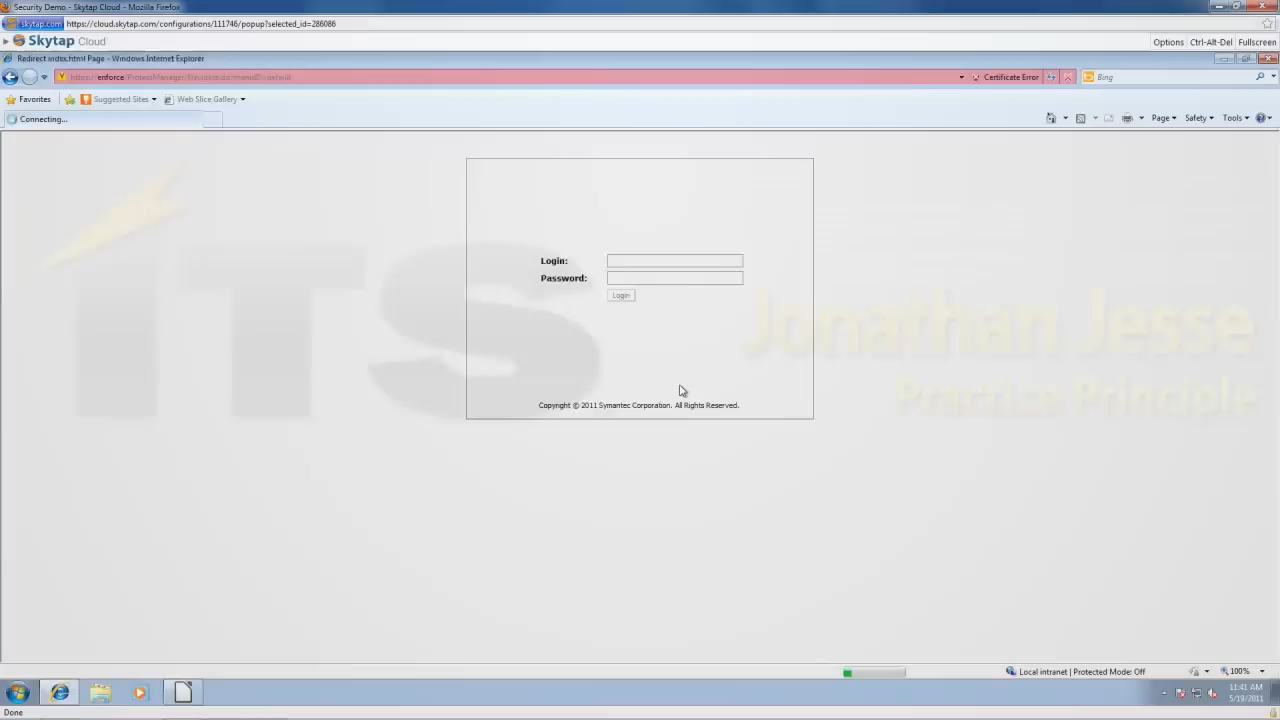 Security Demo - Skytap Cloud - Mozilla Firefox
skytap.com https://cloud.skytap.com/configurations/111746/popup?selected_id=286086
Skytap Cloud Options Ctrl-Alt-Del Fullscreen
Redirect index.html Page - Windows Internet Explorer
https://enforce/ProtectManager/ Certificate Error Bing
Favorites Suggested Sites Web Slice Gallery
Connecting... Page Safety Tools
iTS
Login:
Password:
Login
Jonathan Jesse
Practice Principle
Copyright © 2011 Symantec Corporation. All Rights Reserved.
Local intranet | Protected Mode: Off 100%
11:41 AM
5/19/2011
Done